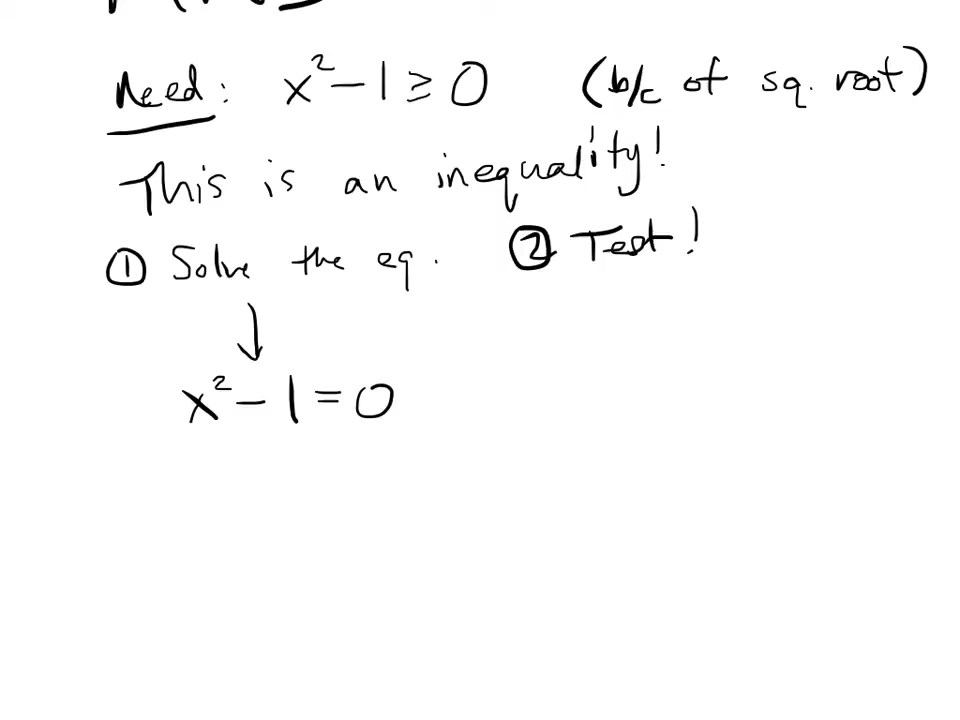 Need: x² - 1 ≥ 0 (b/c of sq. root)
This is an inequality!
① Solve the eq. ② Test!
x² - 1 = 0